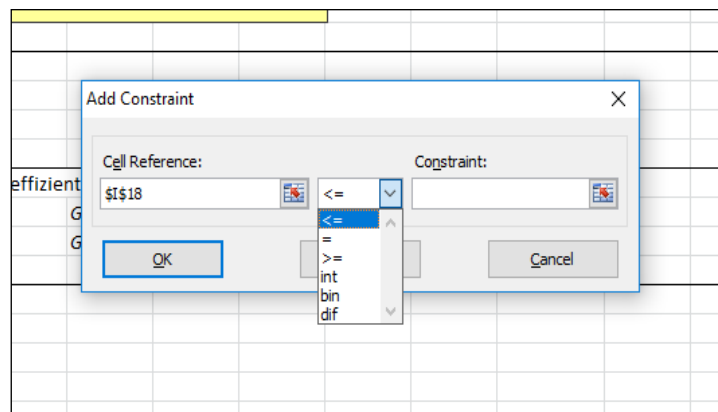 Add Constraint
Cell Reference:
Constraint:
effizient
$I$18
<=
G
<=
G
=
OK
>=
Cancel
int
bin
dif